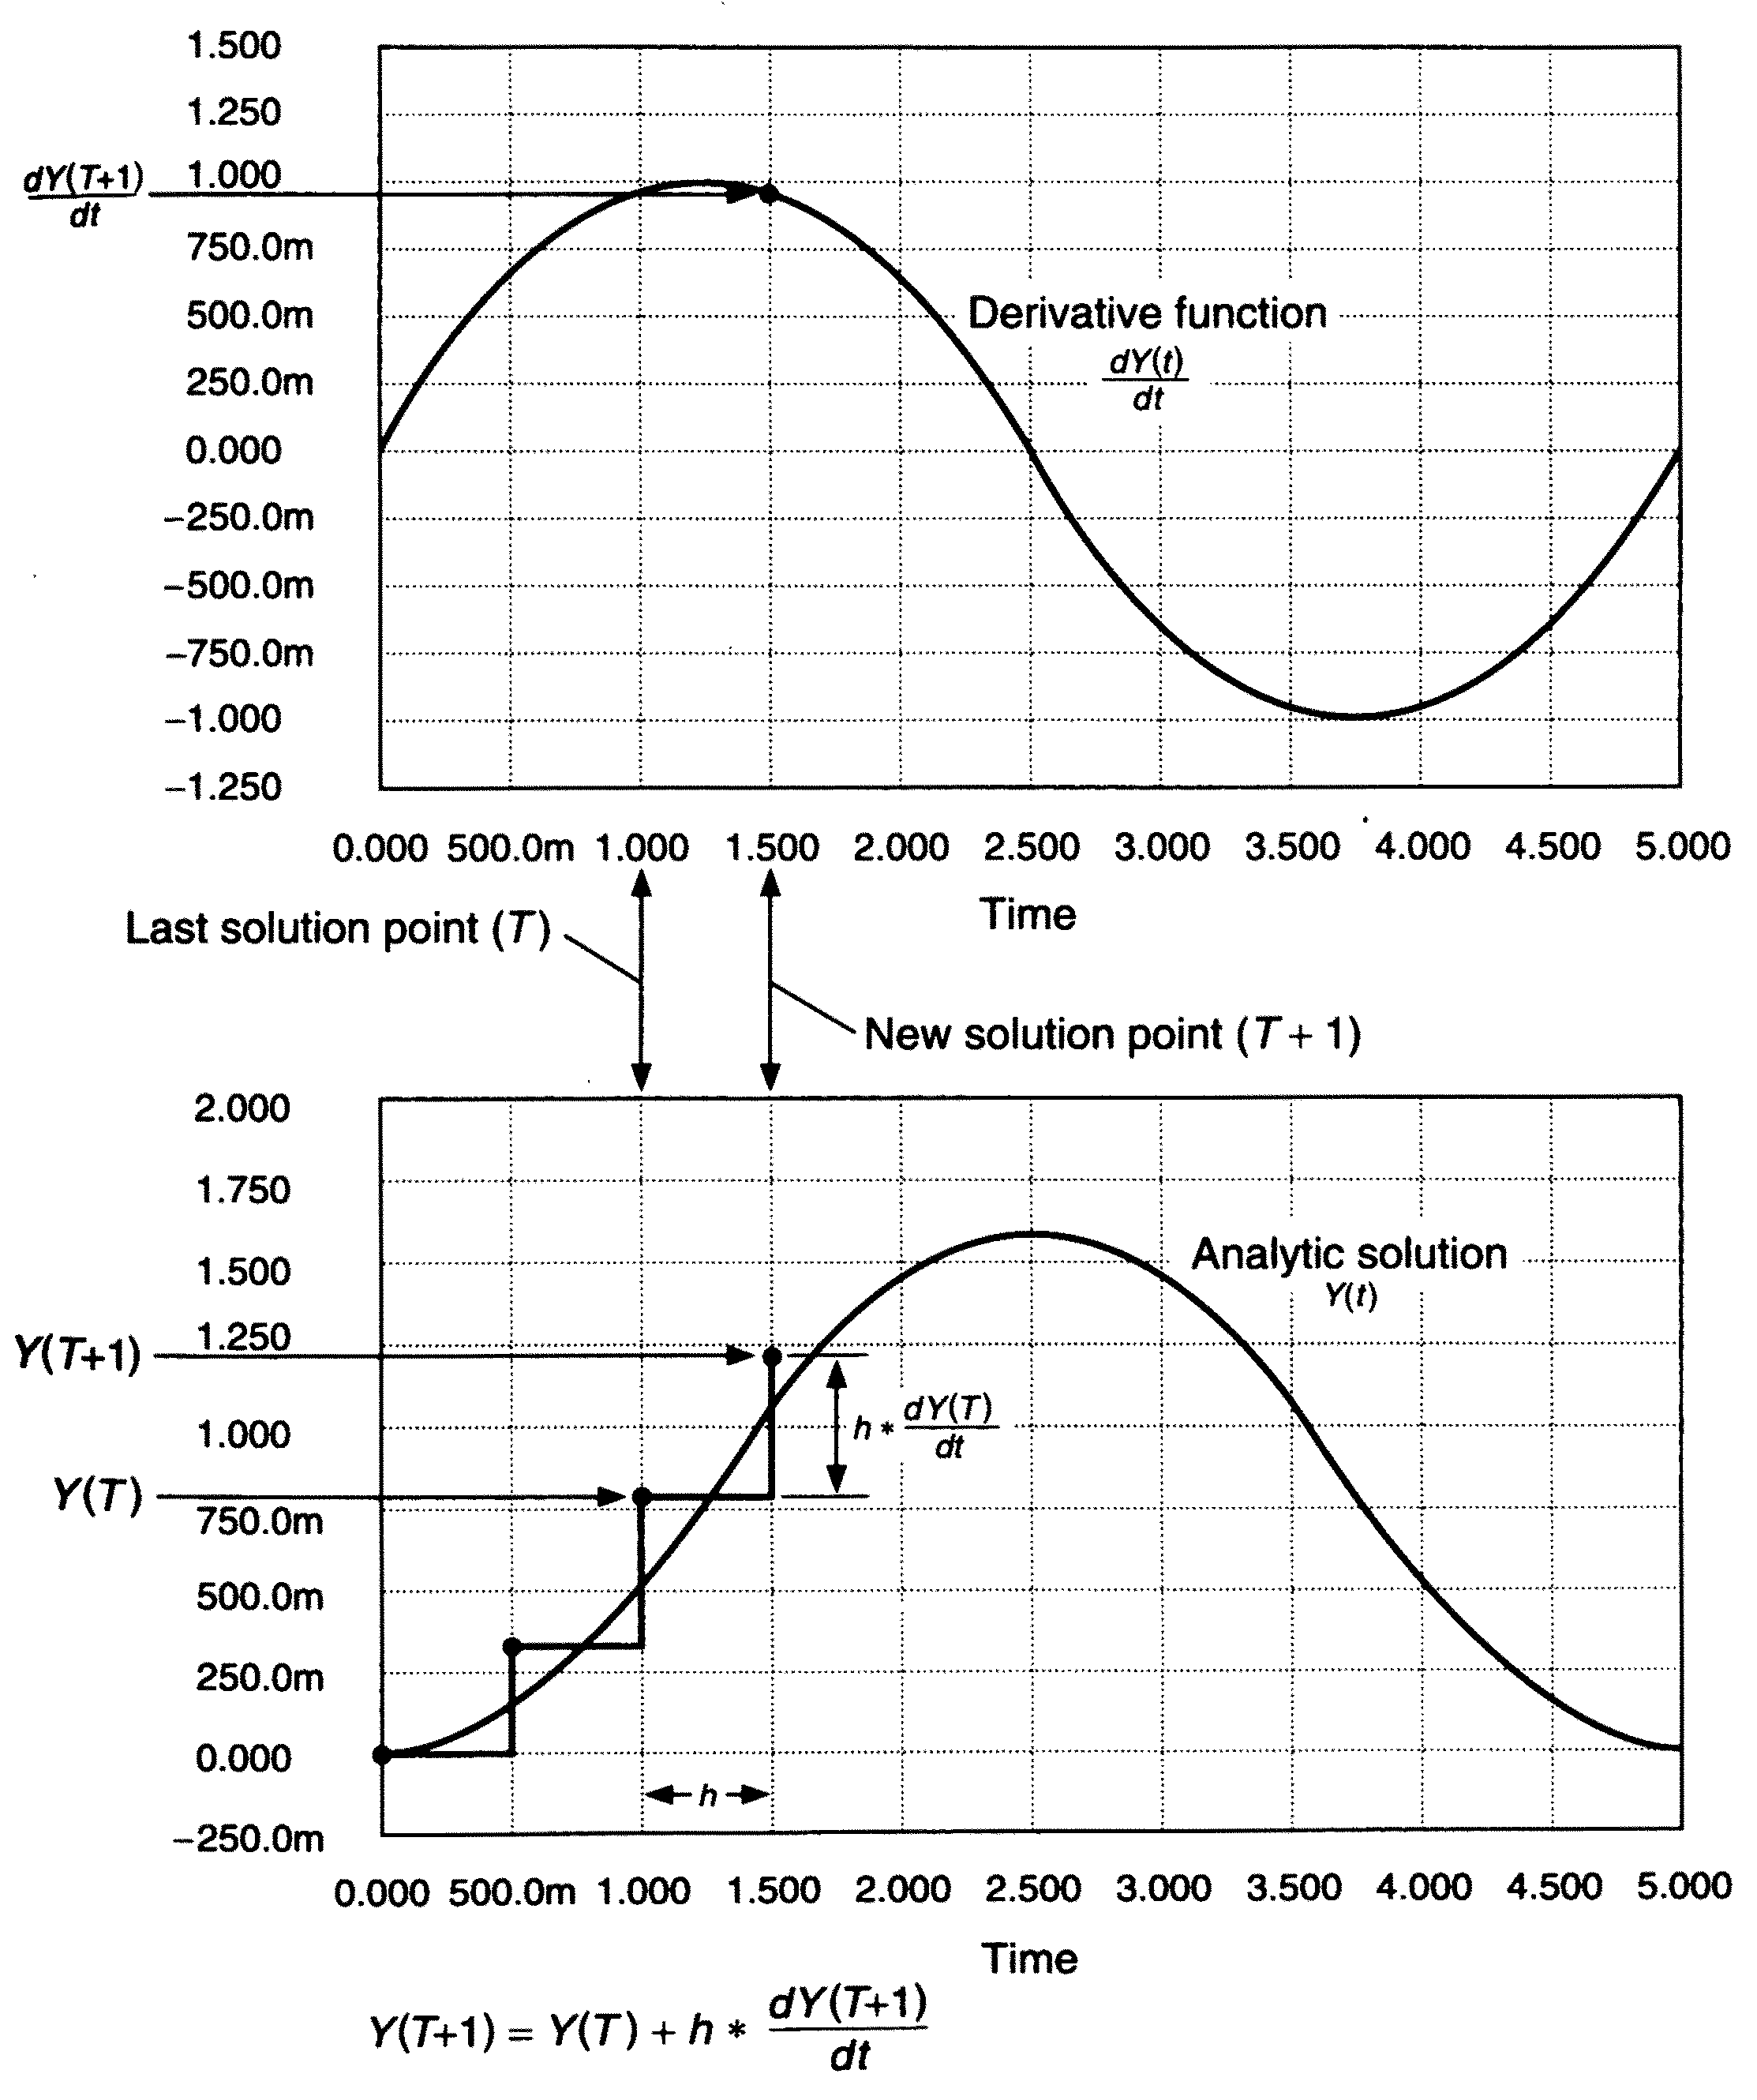 1.500
1.250
1.000
dY(T+1)
dt
750.0m
500.0m
Derivative function
dY(t)
dt
250.0m
0.000
−250.0m
−500.0m
−750.0m
−1.000
−1.250
0.000 500.0m 1.000 1.500 2.000 2.500 3.000 3.500 4.000 4.500 5.000
Time
Last solution point (T)
New solution point (T + 1)
2.000
1.750
1.500
Analytic solution
Y(t)
1.250
Y(T+1)
h * dY(T)
dt
1.000
Y(T)
750.0m
500.0m
250.0m
0.000
h
−250.0m
0.000 500.0m 1.000 1.500 2.000 2.500 3.000 3.500 4.000 4.500 5.000
Time
Y(T+1) = Y(T) + h * dY(T+1)
dt